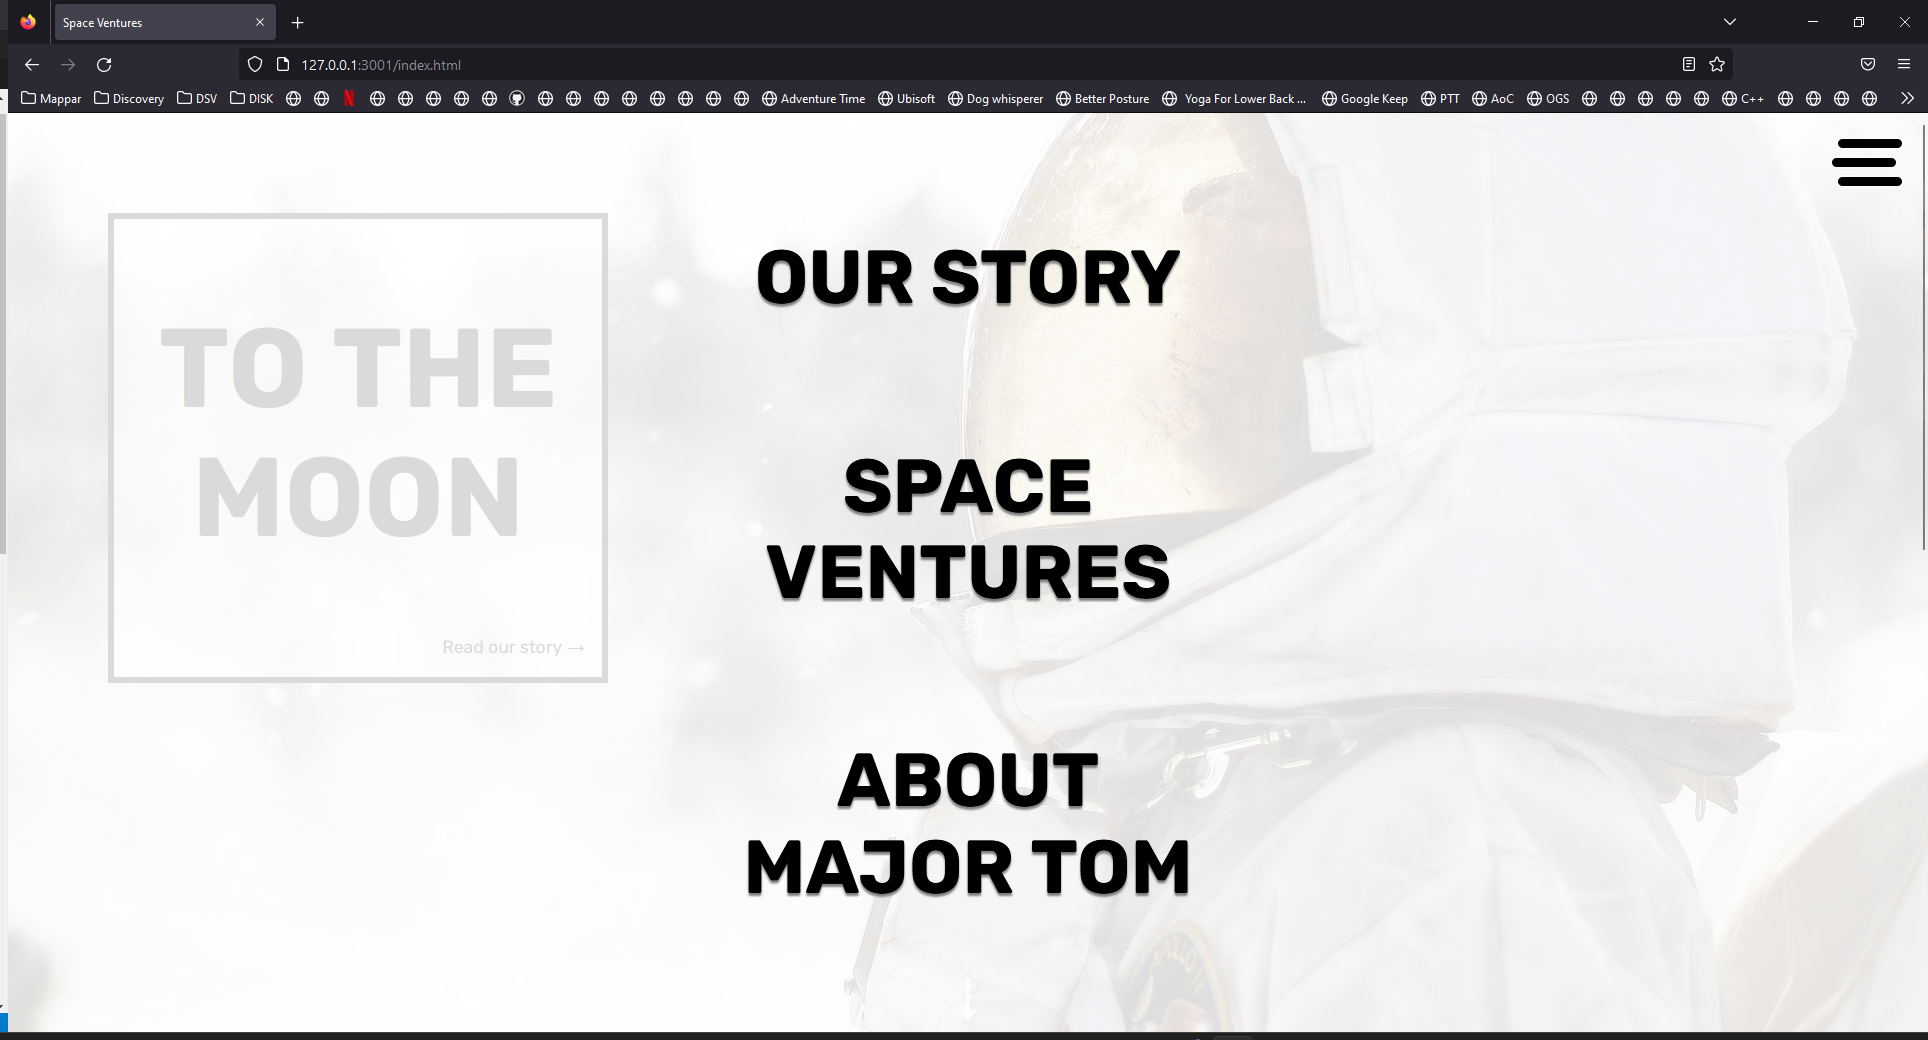 Space Ventures
127.0.0.1:3001/index.html
Mappar Discovery DSV DISK Adventure Time Ubisoft Dog whisperer Better Posture Yoga For Lower Back ... Google Keep PTT AoC OGS C++
TO THE
MOON
Read our story →
OUR STORY
SPACE
VENTURES
ABOUT
MAJOR TOM